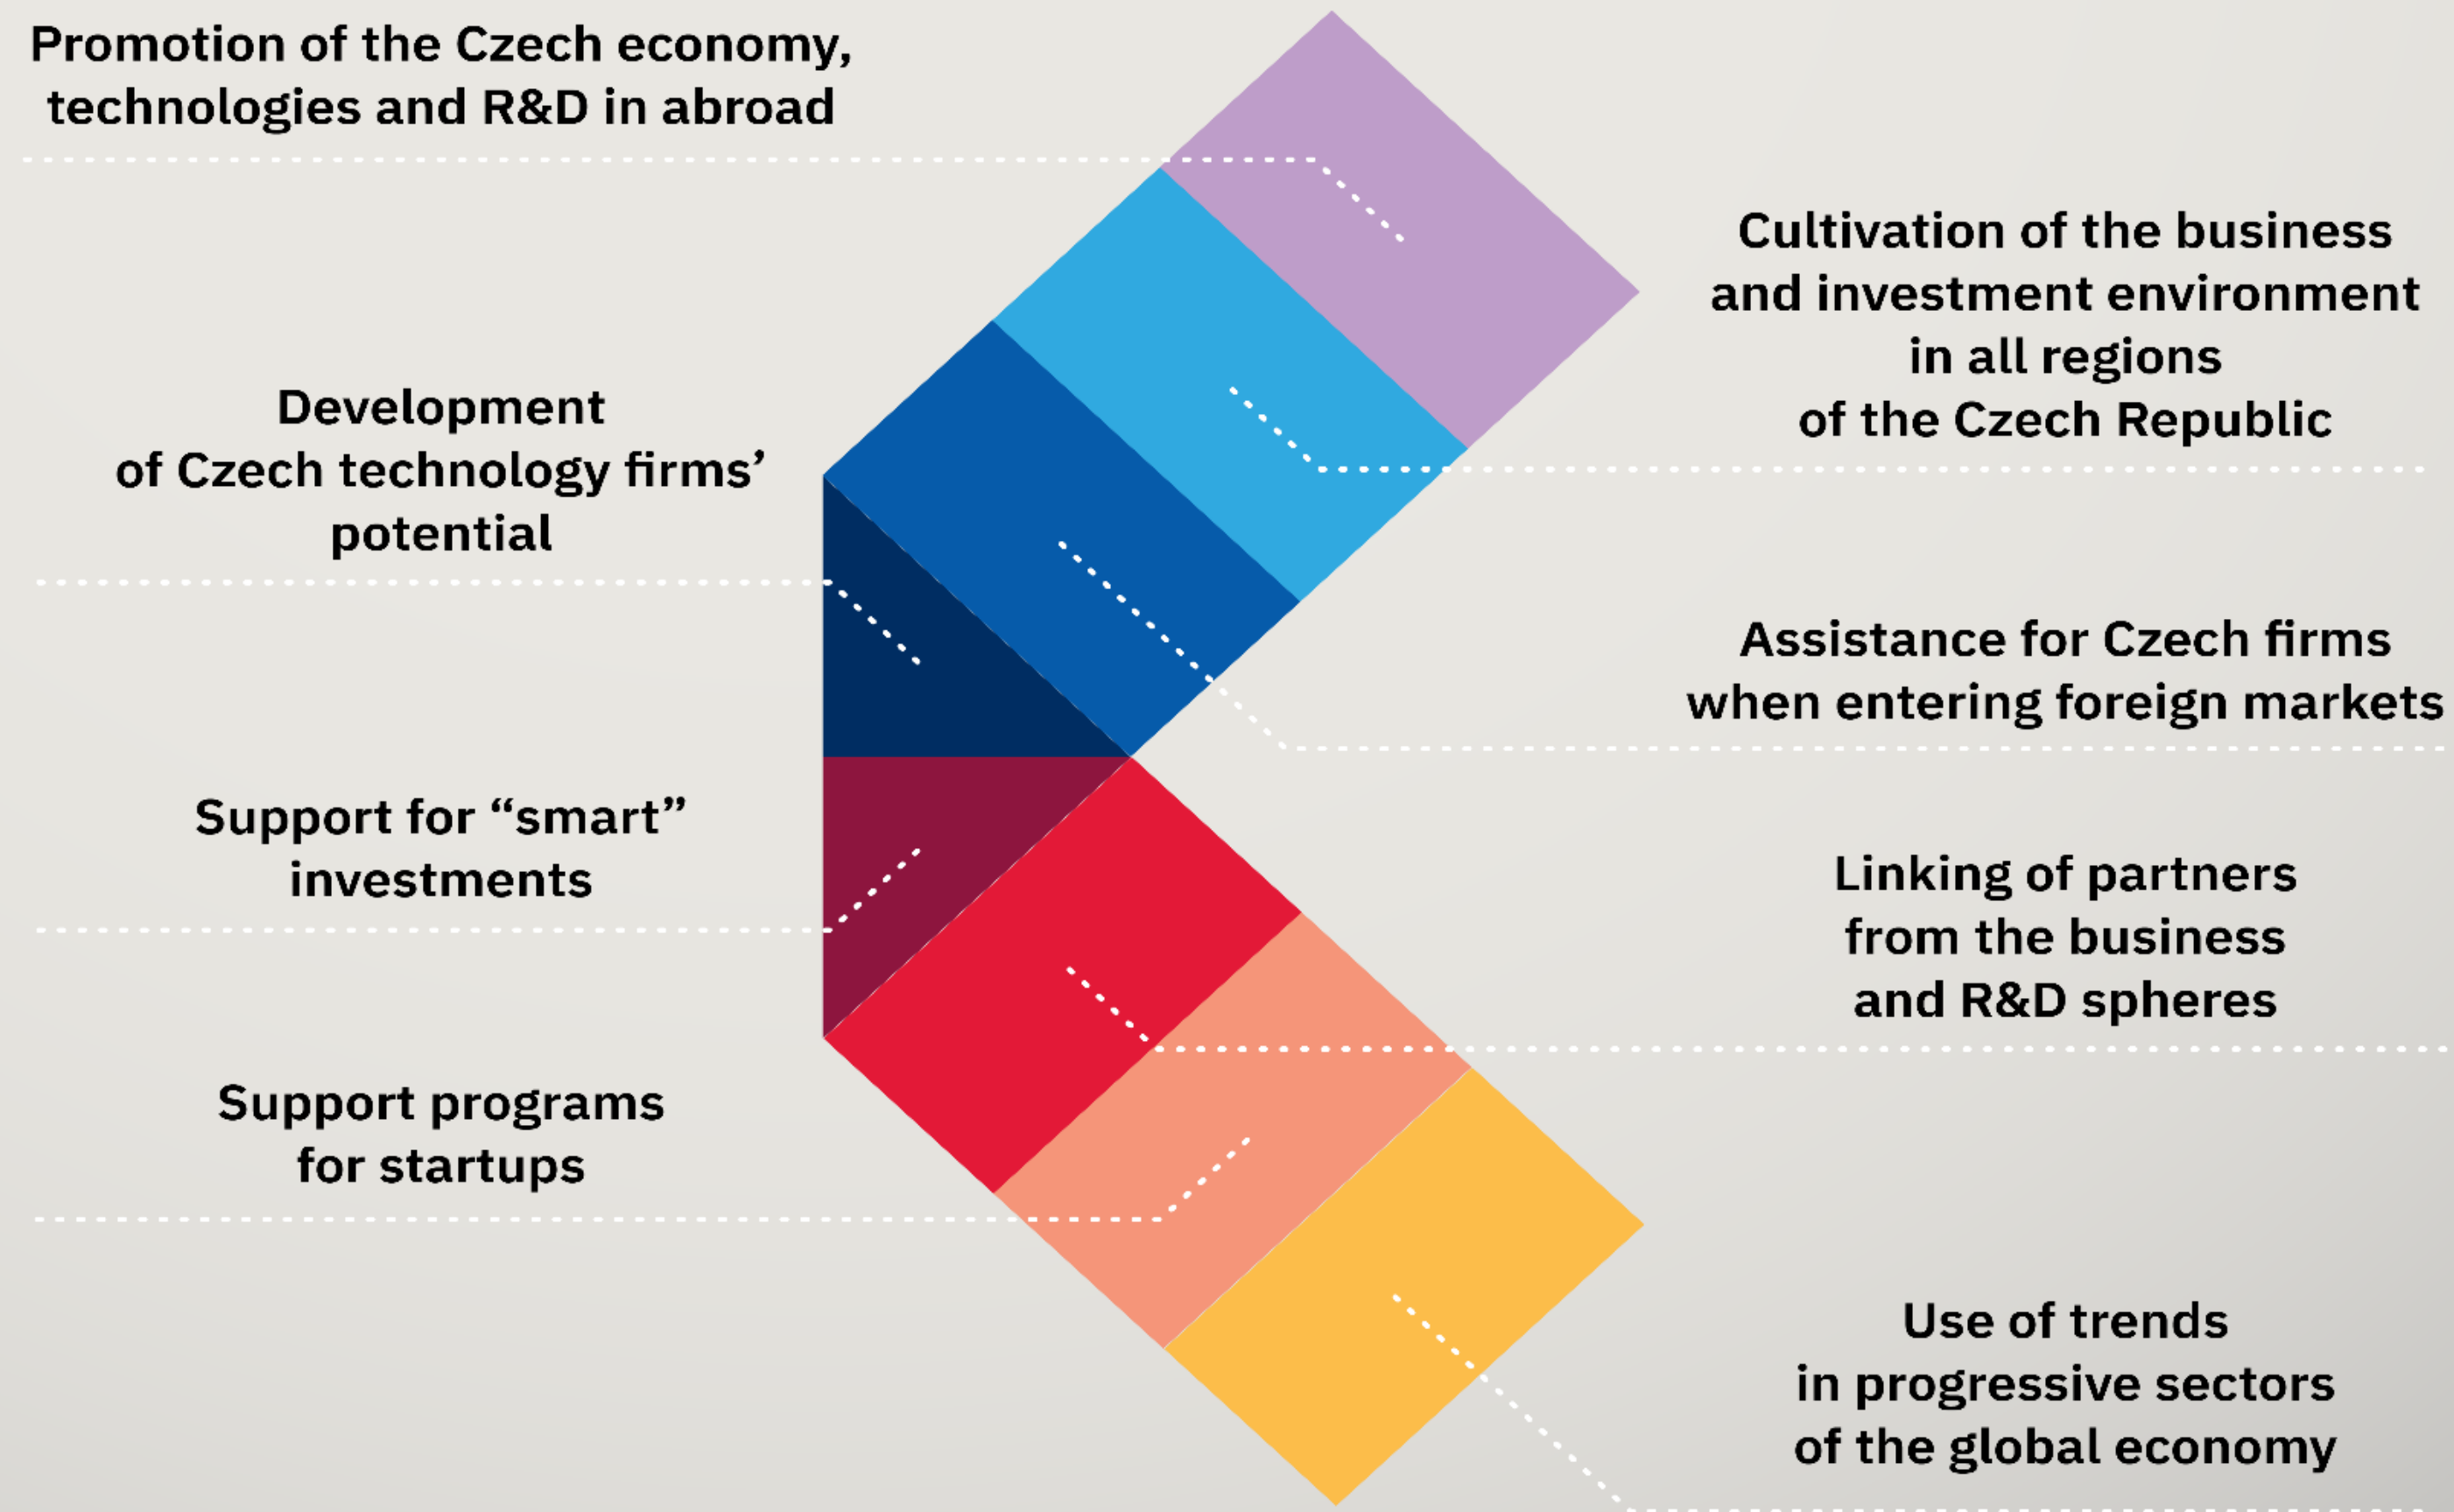 Promotion of the Czech economy,
technologies and R&D in abroad
Cultivation of the business
and investment environment
in all regions
of the Czech Republic
Development
of Czech technology firms’
potential
Assistance for Czech firms
when entering foreign markets
Support for “smart”
investments
Linking of partners
from the business
and R&D spheres
Support programs
for startups
Use of trends
in progressive sectors
of the global economy